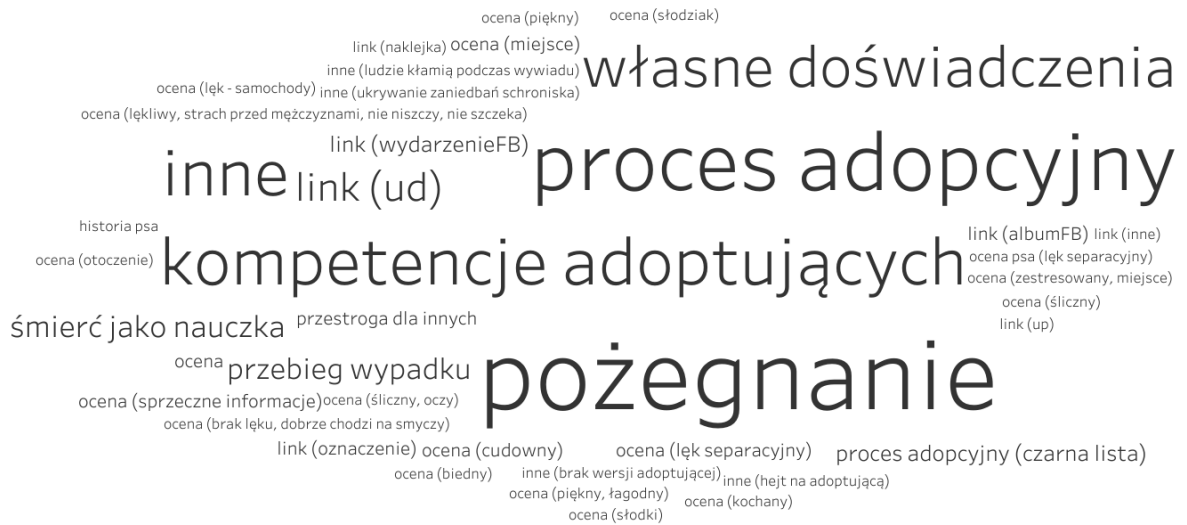 ocena (piękny)
ocena (słodziak)
link (naklejka)
ocena (miejsce)
własne doświadczenia
inne (ludzie kłamią podczas wywiadu)
ocena (lęk - samochody)
inne (ukrywanie zaniedbań schroniska)
ocena (lękliwy, strach przed mężczyznami, nie niszczy, nie szczeka)
link (wydarzenieFB)
proces adopcyjny
inne
link (ud)
historia psa
ocena (otoczenie)
kompetencje adoptujących
link (albumFB)
link (inne)
ocena psa (lęk separacyjny)
ocena (zestresowany, miejsce)
ocena (śliczny)
link (up)
śmierć jako nauczka
przestroga dla innych
ocena
przebieg wypadku
pożegnanie
ocena (sprzeczne informacje)
ocena (śliczny, oczy)
ocena (brak lęku, dobrze chodzi na smyczy)
link (oznaczenie)
ocena (cudowny)
ocena (lęk separacyjny)
proces adopcyjny (czarna lista)
ocena (biedny)
inne (brak wersji adoptującej)
inne (hejt na adoptującą)
ocena (piękny, łagodny)
ocena (kochany)
ocena (słodki)